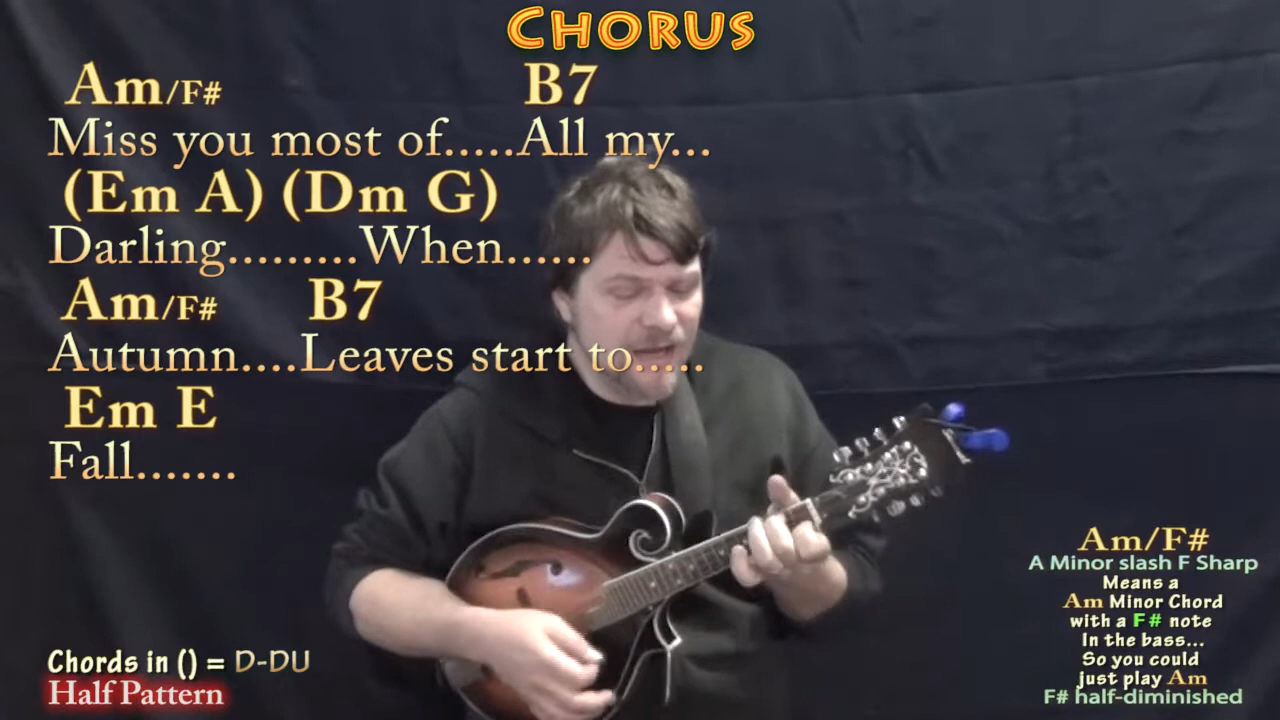 CHORUS
Am/F# B7
Miss you most of.....All my...
(Em A) (Dm G)
Darling.........When......
Am/F# B7
Autumn....Leaves start to.....
Em E
Fall.......
Am/F#
A Minor slash F Sharp
Means a
Am Minor Chord
with a F# note
In the bass...
So you could
just play Am
F# half-diminished
Chords in () = D-DU
Half Pattern